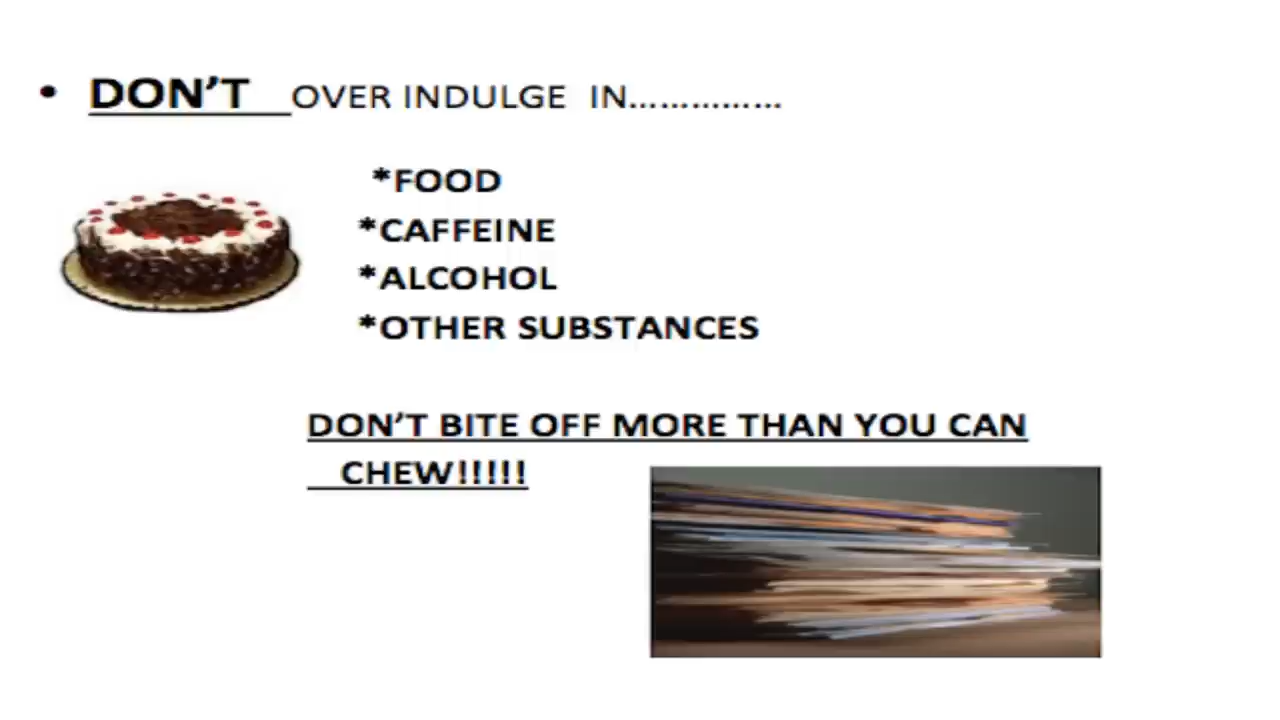 • DON'T OVER INDULGE IN……………
*FOOD
*CAFFEINE
*ALCOHOL
*OTHER SUBSTANCES
DON'T BITE OFF MORE THAN YOU CAN
CHEW!!!!!